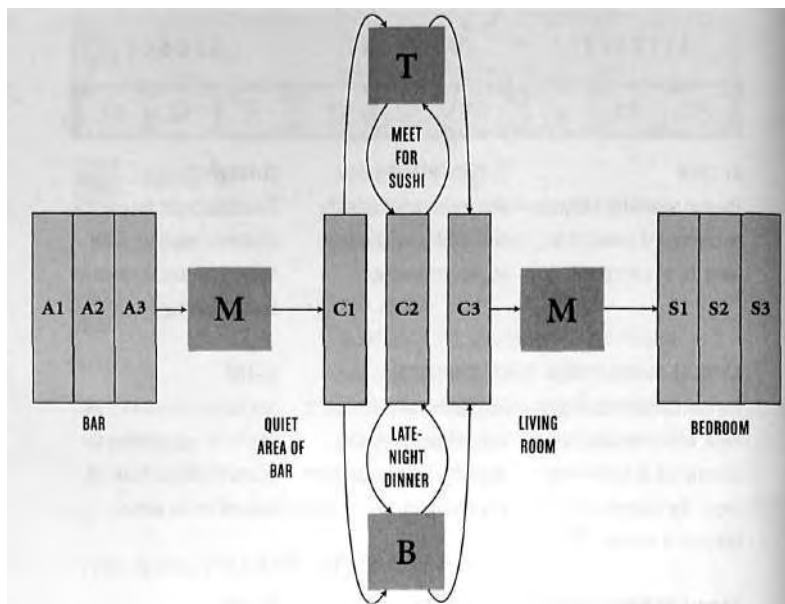 T
MEET
FOR
SUSHI
A1 A2 A3 M C1 C2 C3 M S1 S2 S3
BAR
QUIET
AREA OF
BAR
LATE-
NIGHT
DINNER
LIVING
ROOM
BEDROOM
B